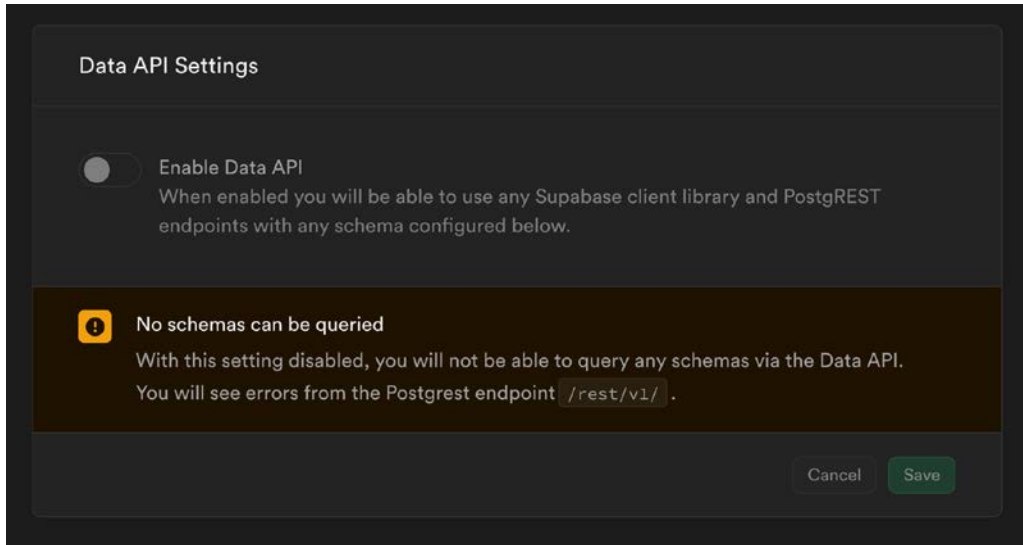 Data API Settings
Enable Data API
When enabled you will be able to use any Supabase client library and PostgREST
endpoints with any schema configured below.
No schemas can be queried
With this setting disabled, you will not be able to query any schemas via the Data API.
You will see errors from the Postgrest endpoint /rest/v1/ .
Cancel
Save